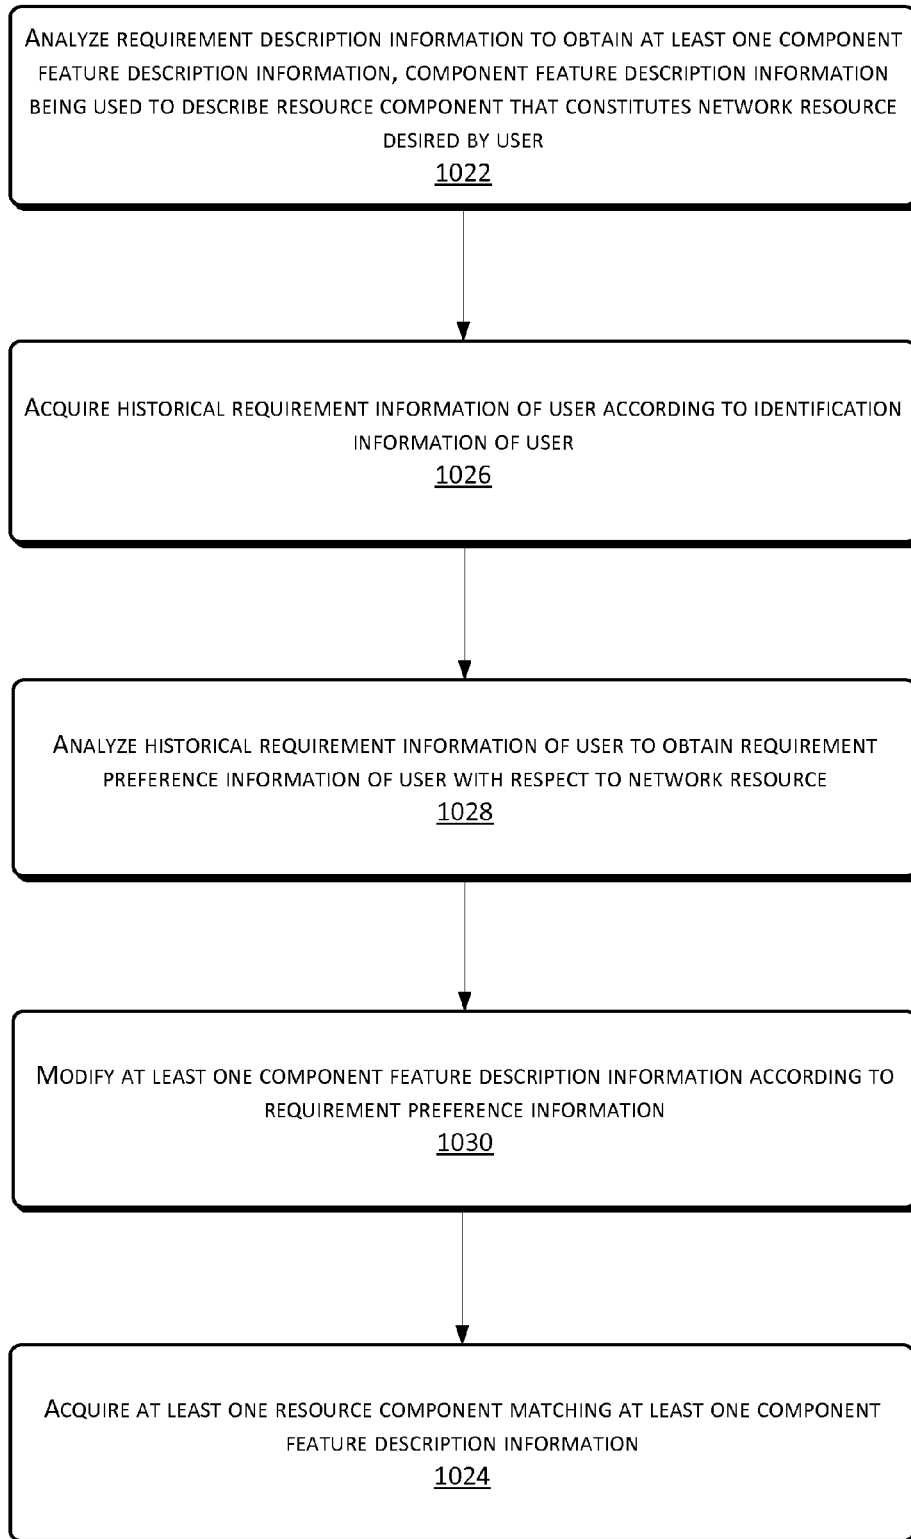 ANALYZE REQUIREMENT DESCRIPTION INFORMATION TO OBTAIN AT LEAST ONE COMPONENT
FEATURE DESCRIPTION INFORMATION, COMPONENT FEATURE DESCRIPTION INFORMATION
BEING USED TO DESCRIBE RESOURCE COMPONENT THAT CONSTITUTES NETWORK RESOURCE
DESIRED BY USER
1022
ACQUIRE HISTORICAL REQUIREMENT INFORMATION OF USER ACCORDING TO IDENTIFICATION
INFORMATION OF USER
1026
ANALYZE HISTORICAL REQUIREMENT INFORMATION OF USER TO OBTAIN REQUIREMENT
PREFERENCE INFORMATION OF USER WITH RESPECT TO NETWORK RESOURCE
1028
MODIFY AT LEAST ONE COMPONENT FEATURE DESCRIPTION INFORMATION ACCORDING TO
REQUIREMENT PREFERENCE INFORMATION
1030
ACQUIRE AT LEAST ONE RESOURCE COMPONENT MATCHING AT LEAST ONE COMPONENT
FEATURE DESCRIPTION INFORMATION
1024